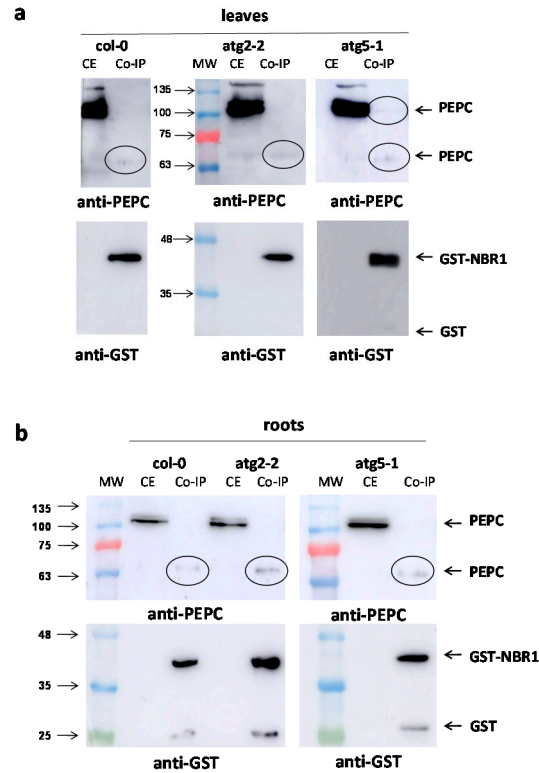 a
leaves
col-0 atg2-2 atg5-1
CE Co-IP MW CE Co-IP CE Co-IP
135
100
75
63
PEPC
PEPC
anti-PEPC anti-PEPC anti-PEPC
48
35
GST-NBR1
GST
anti-GST anti-GST anti-GST
b
roots
col-0 atg2-2 atg5-1
MW CE Co-IP CE Co-IP MW CE Co-IP
135
100
75
63
PEPC
PEPC
anti-PEPC anti-PEPC
48
35
25
GST-NBR1
GST
anti-GST anti-GST